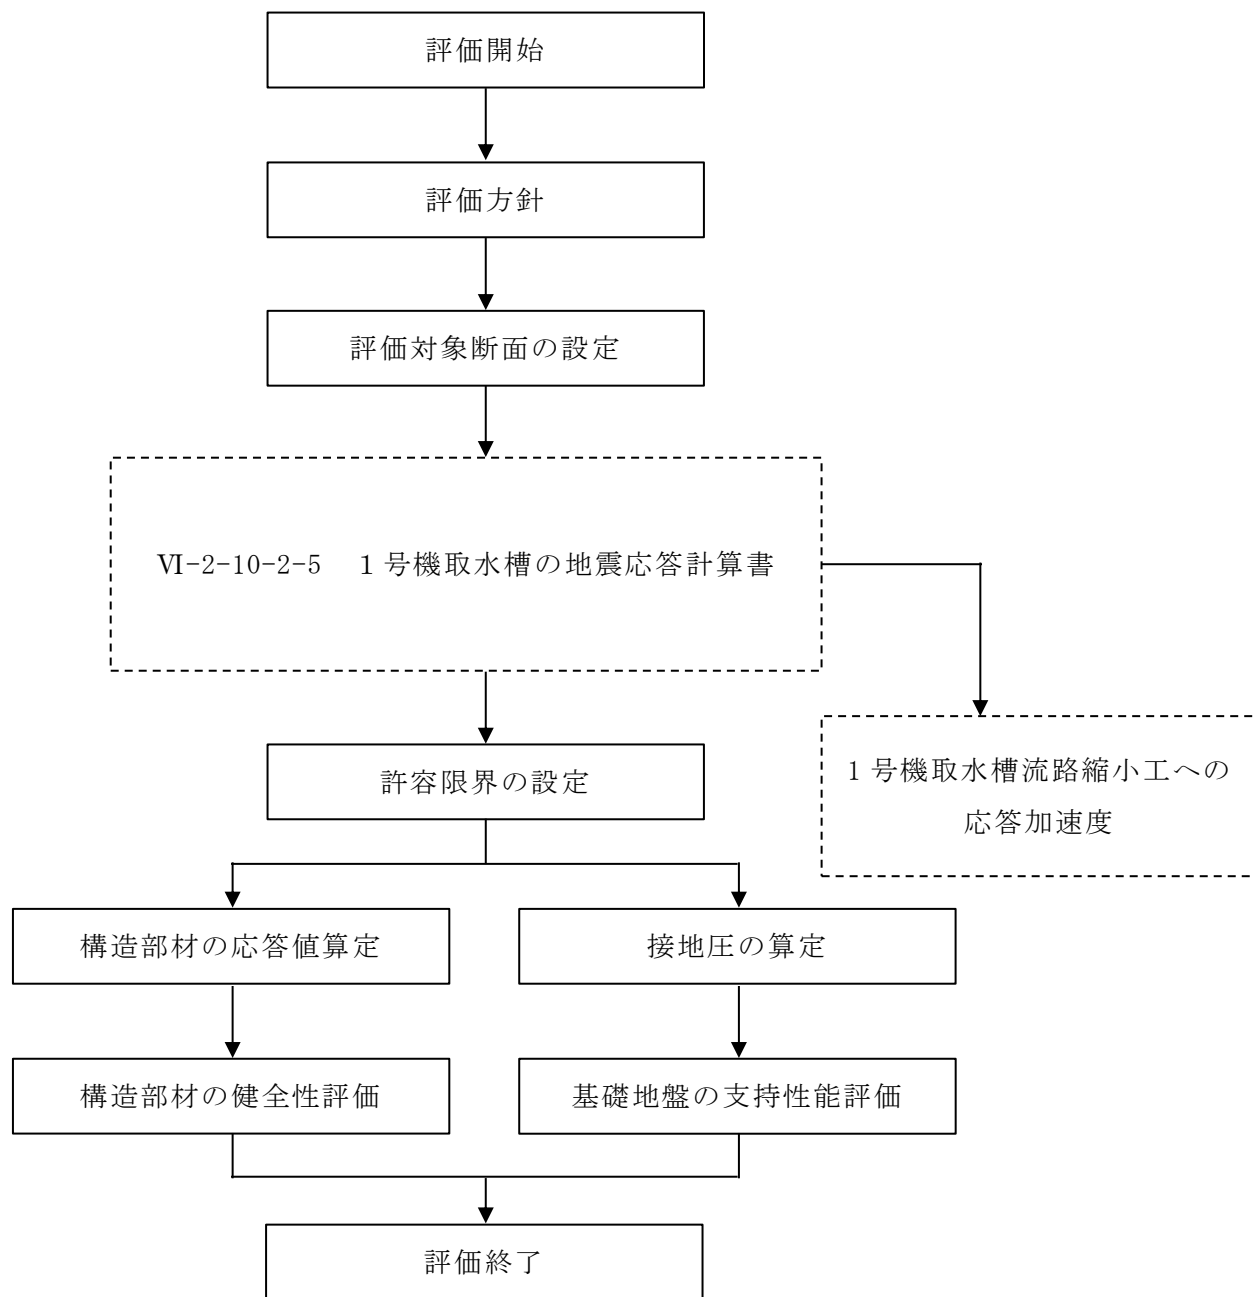 評価開始
評価方針
評価対象断面の設定
Ⅵ-2-10-2-5　１号機取水槽の地震応答計算書
許容限界の設定
1 号機取水槽流路縮小工への
応答加速度
構造部材の応答値算定
接地圧の算定
構造部材の健全性評価
基礎地盤の支持性能評価
評価終了